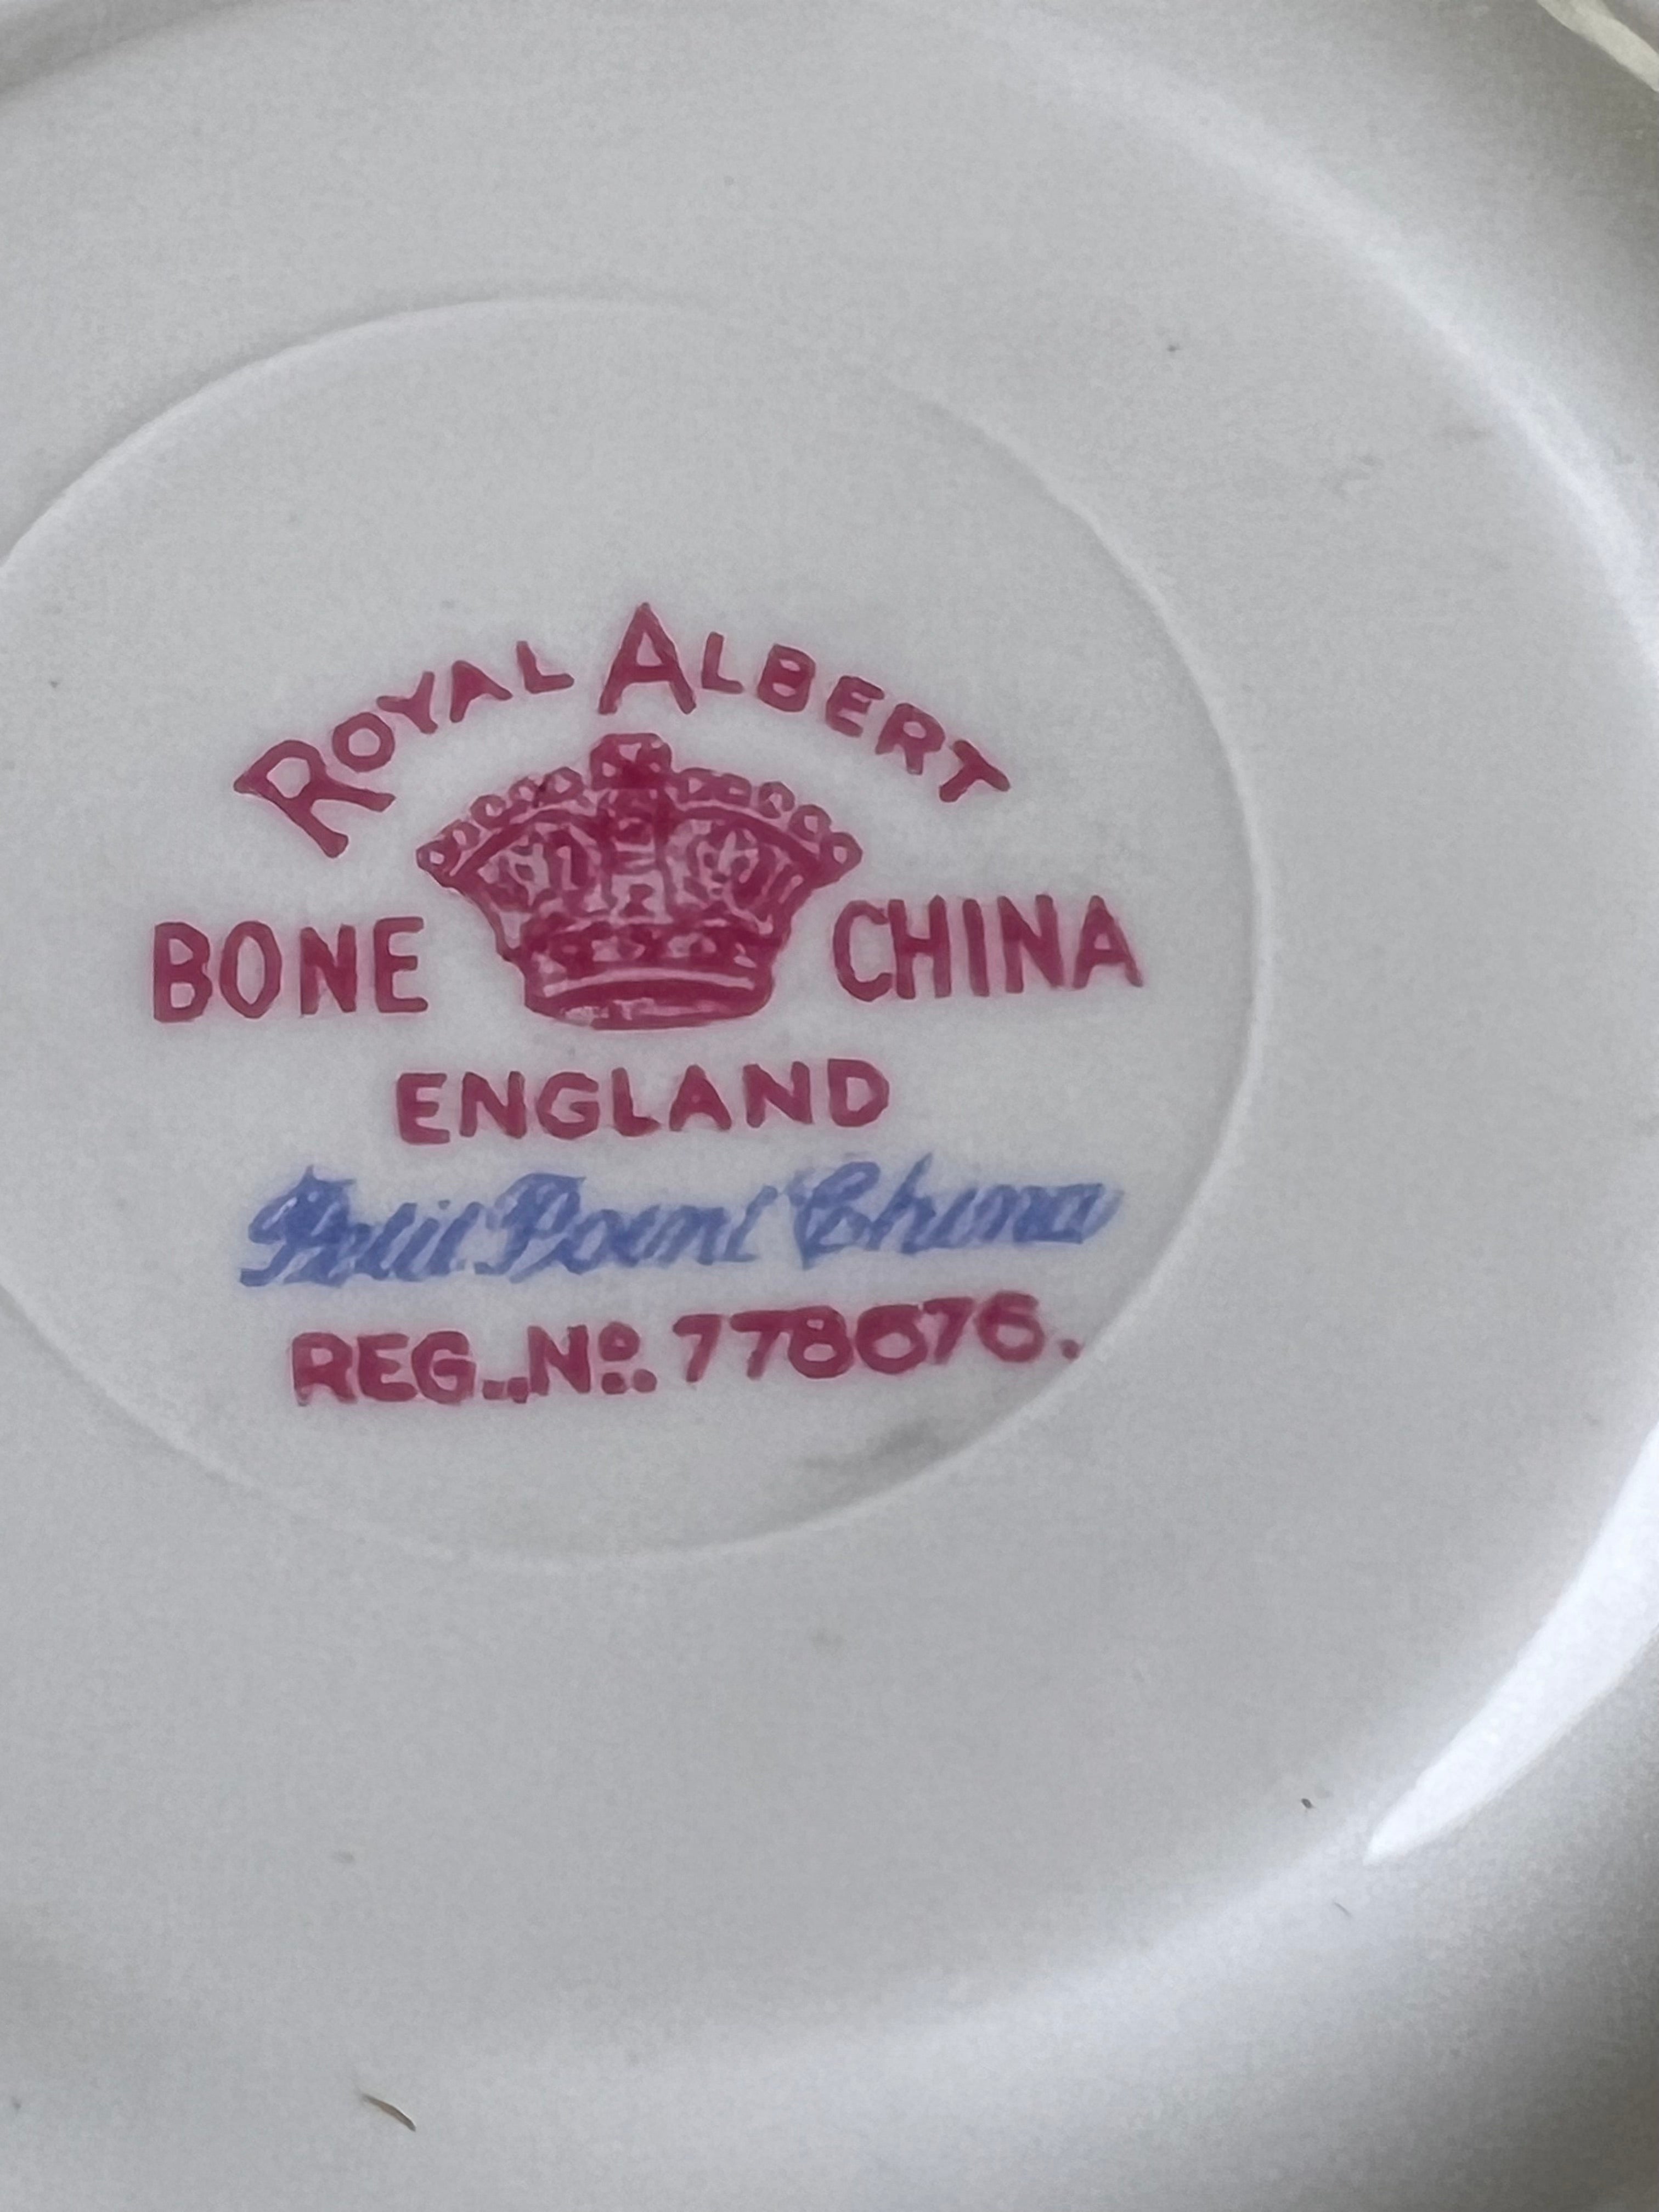 ROYAL ALBERT
BONE CHINA
ENGLAND
Petit Point China
REG. No. 778676.